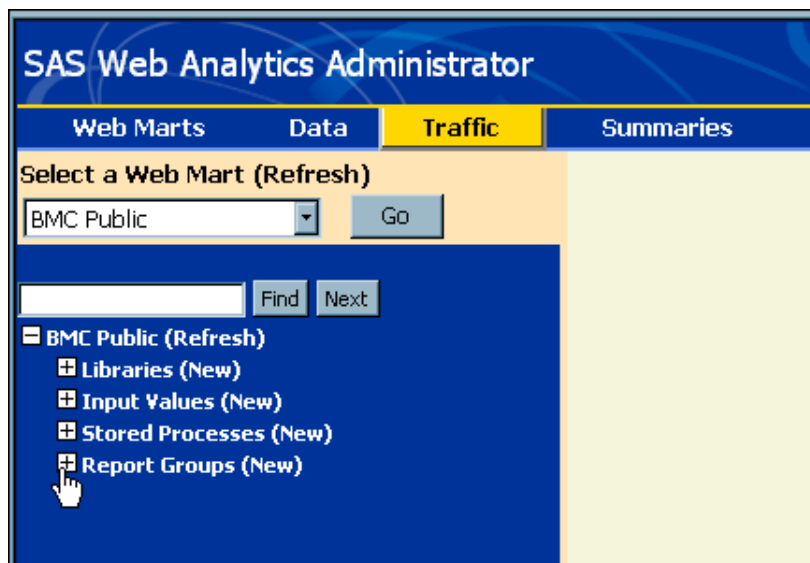 SAS Web Analytics Administrator
Web Marts Data Traffic Summaries
Select a Web Mart (Refresh)
BMC Public Go
Find Next
BMC Public (Refresh)
Libraries (New)
Input Values (New)
Stored Processes (New)
Report Groups (New)